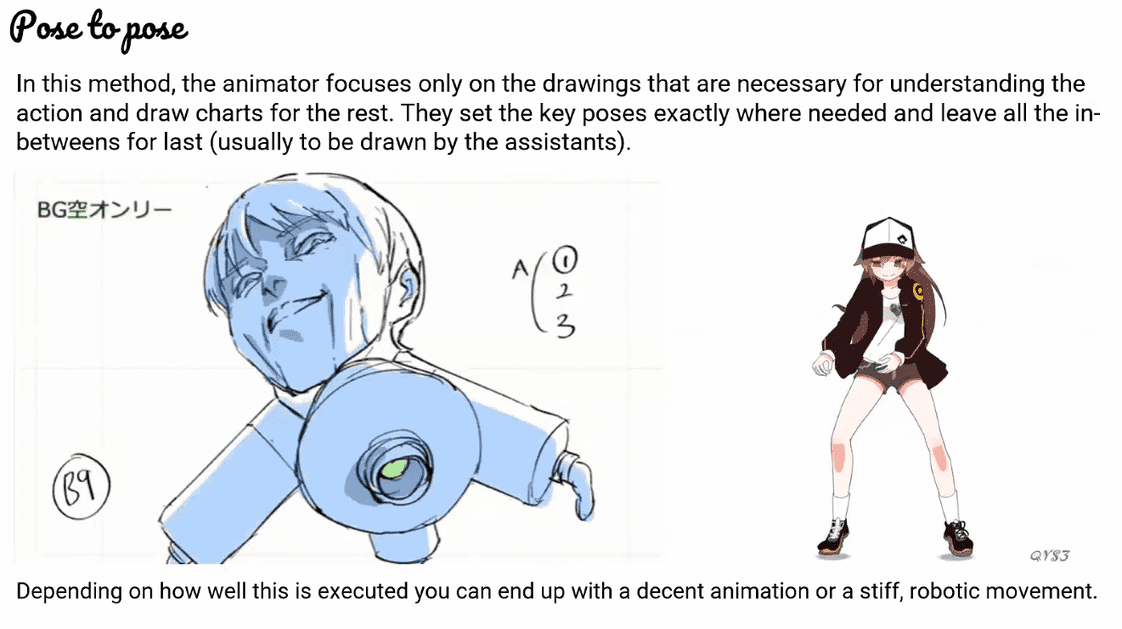 Pose to pose
In this method, the animator focuses only on the drawings that are necessary for understanding the
action and draw charts for the rest. They set the key poses exactly where needed and leave all the in-
betweens for last (usually to be drawn by the assistants).
BG空オンリー
A
①
2
3
B9
QYS3
Depending on how well this is executed you can end up with a decent animation or a stiff, robotic movement.